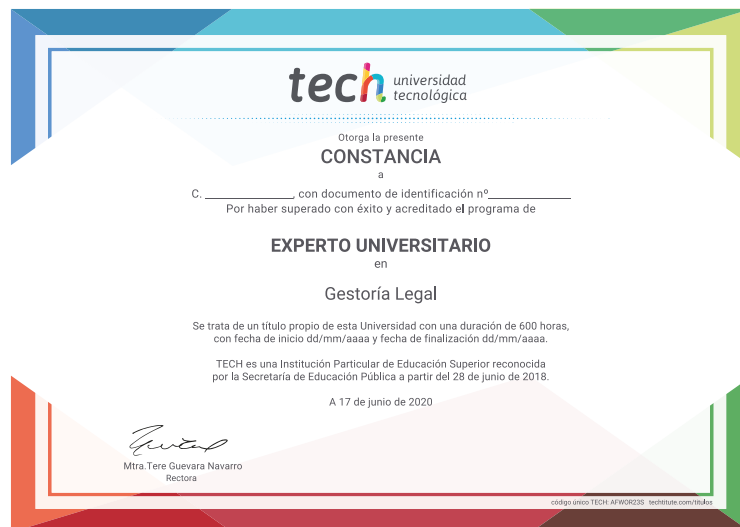 tech universidad
tecnológica
Otorga la presente
CONSTANCIA
a
C. ______________, con documento de identificación nº_____________
Por haber superado con éxito y acreditado el programa de
EXPERTO UNIVERSITARIO
en
Gestoría Legal
Se trata de un título propio de esta Universidad con una duración de 600 horas,
con fecha de inicio dd/mm/aaaa y fecha de finalización dd/mm/aaaa.
TECH es una Institución Particular de Educación Superior reconocida
por la Secretaría de Educación Pública a partir del 28 de junio de 2018.
A 17 de junio de 2020
Mtra.Tere Guevara Navarro
Rectora
código único TECH: AFWOR23S techtitute.com/titulos